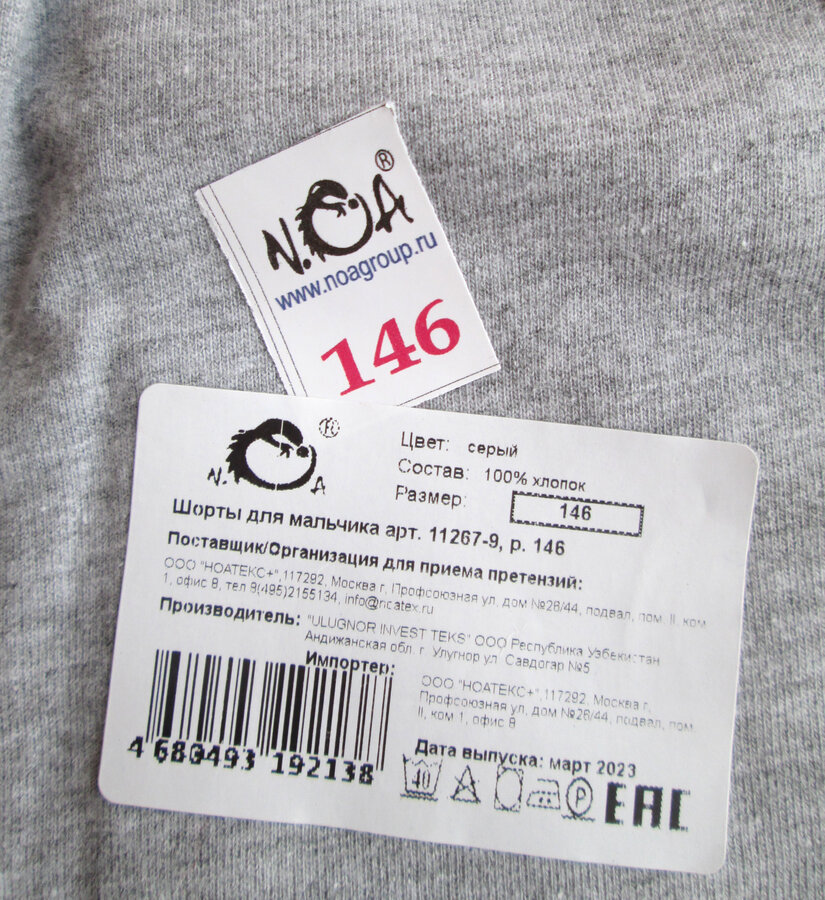 N.OA ®
www.noagroup.ru
146
N. A ®
Цвет: серый
Состав: 100% хлопок
Размер: 146
Шорты для мальчика арт. 11267-9, р. 146
Поставщик/Организация для приема претензий:
ООО "НОАТЕКС+",117292, Москва г, Профсоюзная ул, дом №26/44, подвал, пом. II, ком
1, офис 8, тел 8(495)2155134, info@ncatex.ru
Производитель: "ULUGNOR INVEST TEKS" ООО Республика Узбекистан
Андижанская обл. г. Улугнор ул. Савдогар №5
Импортер:
ООО "НОАТЕКС+",117292, Москва г,
Профсоюзная ул, дом №26/44, подвал, пом.
II, ком 1, офис 8
4 680493 192138
Дата выпуска: март 2023
40 P EAC